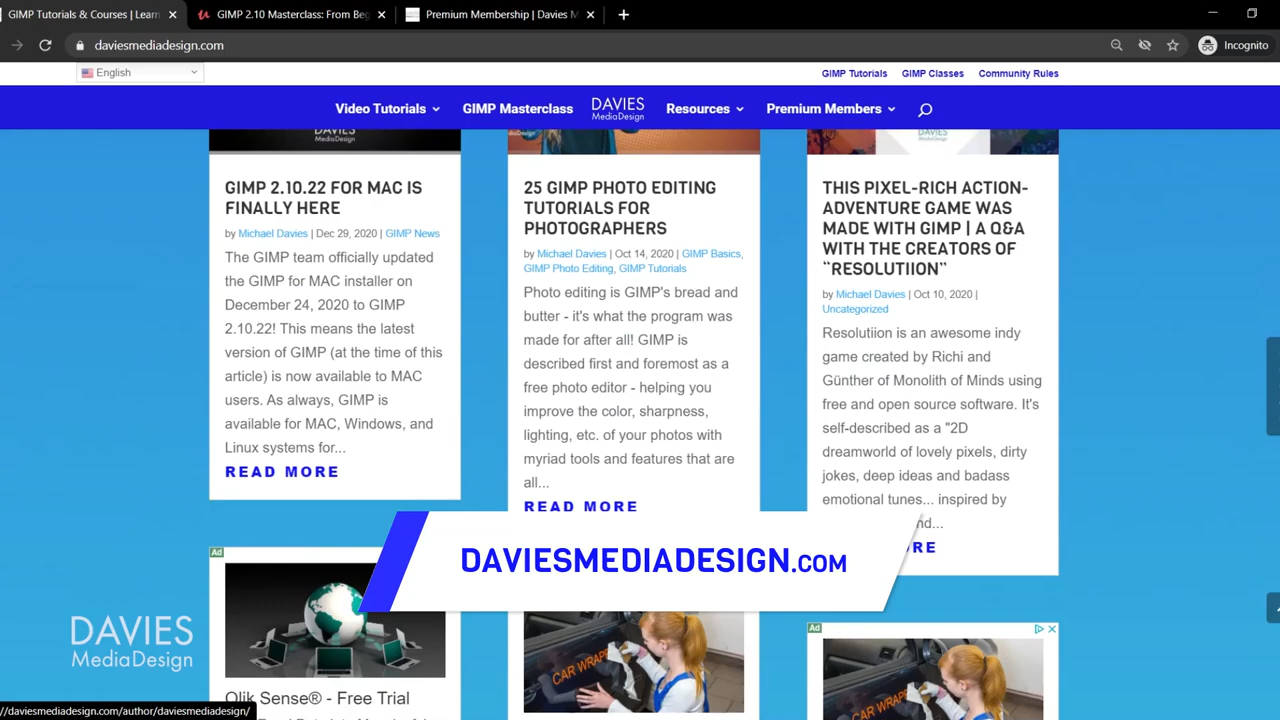 GIMP Tutorials & Courses | Learn
GIMP 2.10 Masterclass: From Beg
Premium Membership | Davies M
daviesmediadesign.com
Incognito
English
GIMP Tutorials
GIMP Classes
Community Rules
Video Tutorials
GIMP Masterclass
DAVIES
MediaDesign
Resources
Premium Members
DAVIES
MediaDesign
DAVIES
MediaDesign
GIMP 2.10.22 FOR MAC IS
FINALLY HERE
by Michael Davies | Dec 29, 2020 | GIMP News
The GIMP team officially updated
the GIMP for MAC installer on
December 24, 2020 to GIMP
2.10.22! This means the latest
version of GIMP (at the time of this
article) is now available to MAC
users. As always, GIMP is
available for MAC, Windows, and
Linux systems for...
READ MORE
25 GIMP PHOTO EDITING
TUTORIALS FOR
PHOTOGRAPHERS
by Michael Davies | Oct 14, 2020 | GIMP Basics,
GIMP Photo Editing, GIMP Tutorials
Photo editing is GIMP's bread and
butter - it's what the program was
made for after all! GIMP is
described first and foremost as a
free photo editor - helping you
improve the color, sharpness,
lighting, etc. of your photos with
myriad tools and features that are
all...
READ MORE
THIS PIXEL-RICH ACTION-
ADVENTURE GAME WAS
MADE WITH GIMP | A Q&A
WITH THE CREATORS OF
“RESOLUTIION”
by Michael Davies | Oct 10, 2020 |
Uncategorized
Resolutiion is an awesome indy
game created by Richi and
Günther of Monolith of Minds using
free and open source software. It's
self-described as a "2D
dreamworld of lovely pixels, dirty
jokes, deep ideas and badass
emotional tunes... inspired by
nd...
ORE
DAVIESMEDIADESIGN.COM
Ad
CAR WRAPP
Qlik Sense® - Free Trial
Ad
CAR WRAPP
DAVIES
MediaDesign
//daviesmediadesign.com/author/daviesmediadesign/